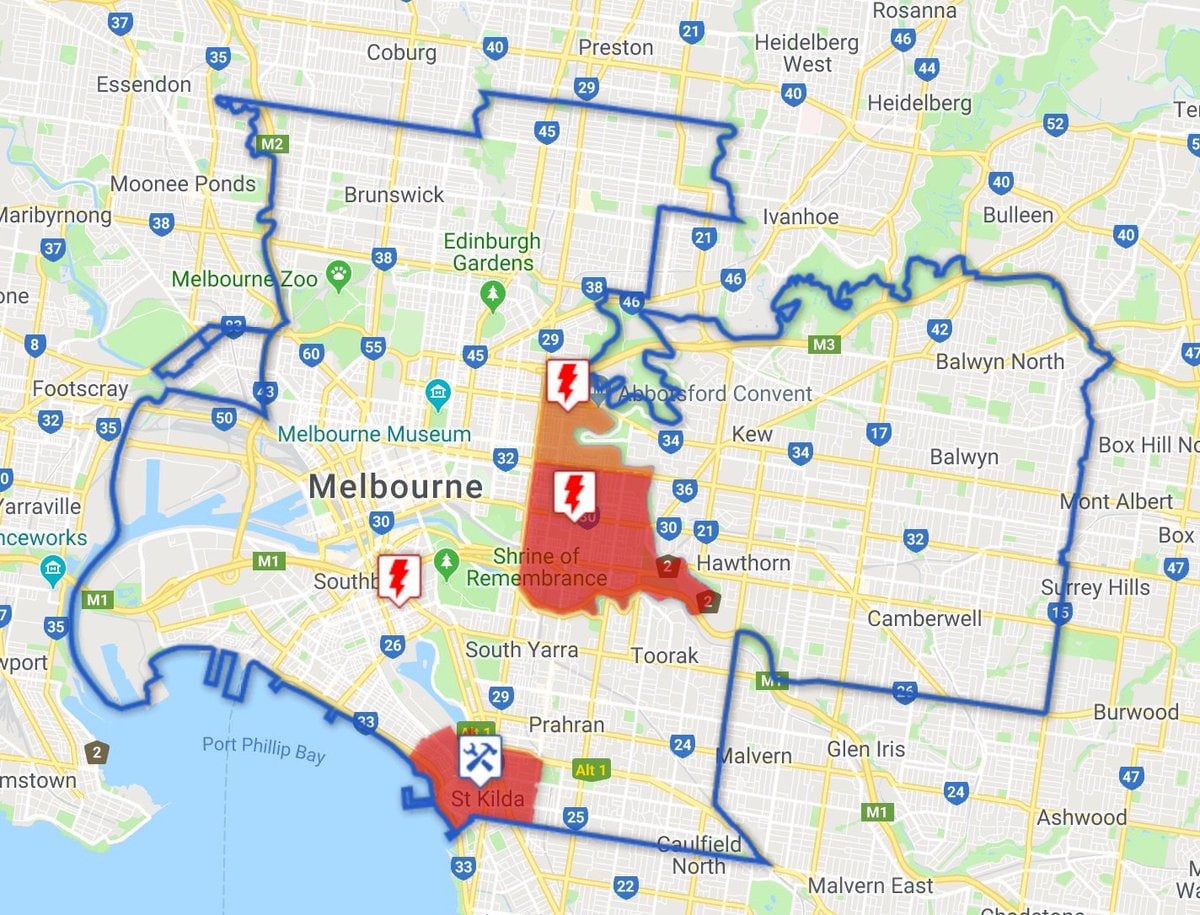 Rosanna
37
21
46
Coburg
40
Preston
Heidelberg
West
35
44
Essendon
29
40
Heidelberg
45
52
M2
Moonee Ponds
40
Brunswick
Maribyrnong
Ivanhoe
Bulleen
38
21
40
37
Edinburgh
Gardens
38
Melbourne Zoo
46
38
46
83
42
8
29
M3
60
55
45
47
Balwyn North
Footscray
43
Abbotsford Convent
32
50
35
17
Melbourne Museum
34
Kew
34
Box Hill No
32
Balwyn
Melbourne
36
Mont Albert
Yarraville
30
30
30
21
Box
nceworks
32
M1
Shrine of
Remembrance
2
Hawthorn
47
Southb
Surrey Hills
M1
2
15
35
Camberwell
26
South Yarra
Toorak
wport
M1
26
29
Burwood
33
Prahran
Alt 1
2
Port Phillip Bay
24
Malvern
Glen Iris
mstown
Alt 1
47
St Kilda
24
25
M1
Ashwood
Caulfield
North
33
22
Malvern East
Chadstone